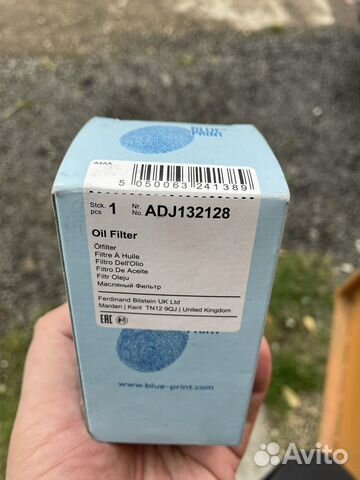 BLUE
PRINT
A4AA
5 050063 241389
Stck. 1 Nr. ADJ132128
pcs No.
Oil Filter
Ölfilter
Filtre À Huile
Filtro Dell'Olio
Filtro De Aceite
Filtr Oleju
Масляный Фильтр
Ferdinand Bilstein UK Ltd
Marden | Kent TN12 9QJ | United Kingdom
EAC
www.blue-print.com
Avito